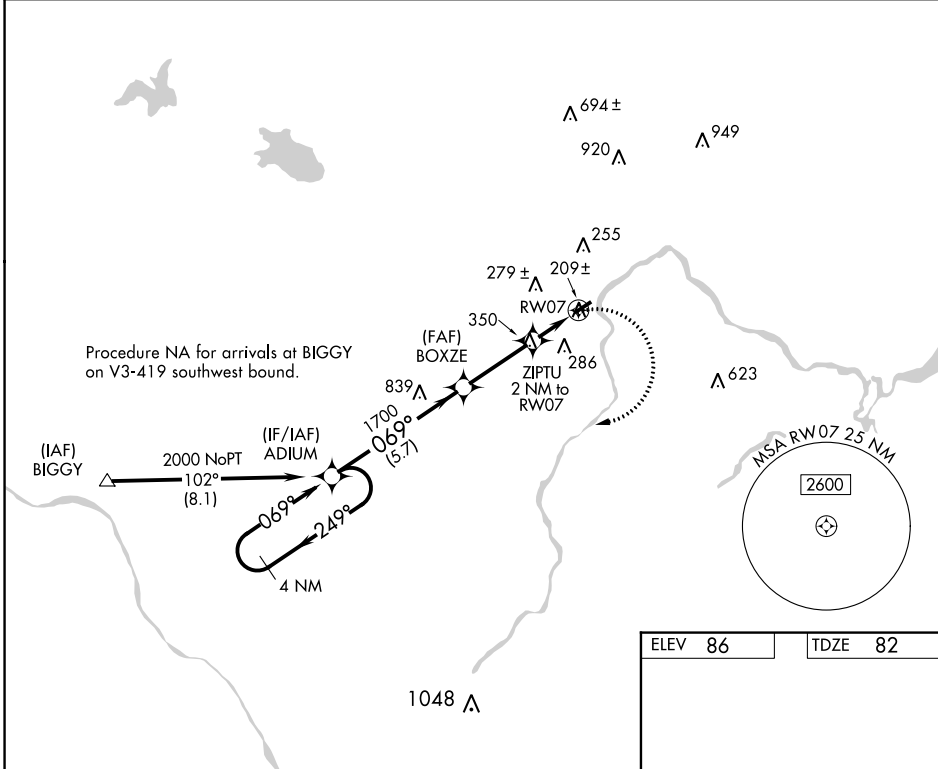 694±
949
920
255
279±
209±
RW07
350
(FAF)
BOXZE
286
ZIPTU
2 NM to
RW07
Procedure NA for arrivals at BIGGY
on V3-419 southwest bound.
839
623
1700
069°
(5.7)
(IF/IAF)
ADIUM
(IAF)
BIGGY
2000 NoPT
102°
(8.1)
069°
249°
4 NM
MSA RW07 25 NM
2600
ELEV 86
TDZE 82
1048